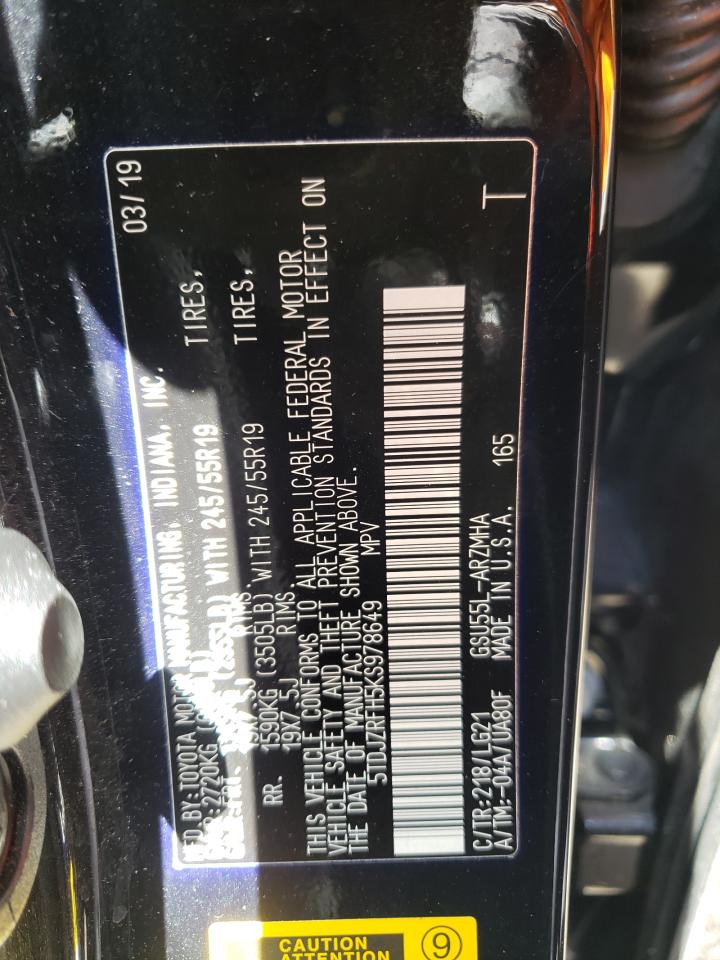 MFD.BY:TOYOTA MOTOR MANUFACTURING, INDIANA, INC. 03/19
:2720KG WITH 245/55R19 TIRES,
RIMS.
RR. 1590KG (3505LB) WITH 245/55R19 TIRES,
19X7.5J RIMS.
THIS VEHICLE CONFORMS TO ALL APPLICABLE FEDERAL MOTOR
VEHICLE SAFETY AND THEFT PREVENTION STANDARDS IN EFFECT ON
THE DATE OF MANUFACTURE SHOWN ABOVE.
5TDJZRFH5KS978649 MPV
C/TR:218/LG21 GSU55L-ARZMHA
A/TM:-04A/UA80F MADE IN U.S.A. 165 T
CAUTION
ATTENTION
9